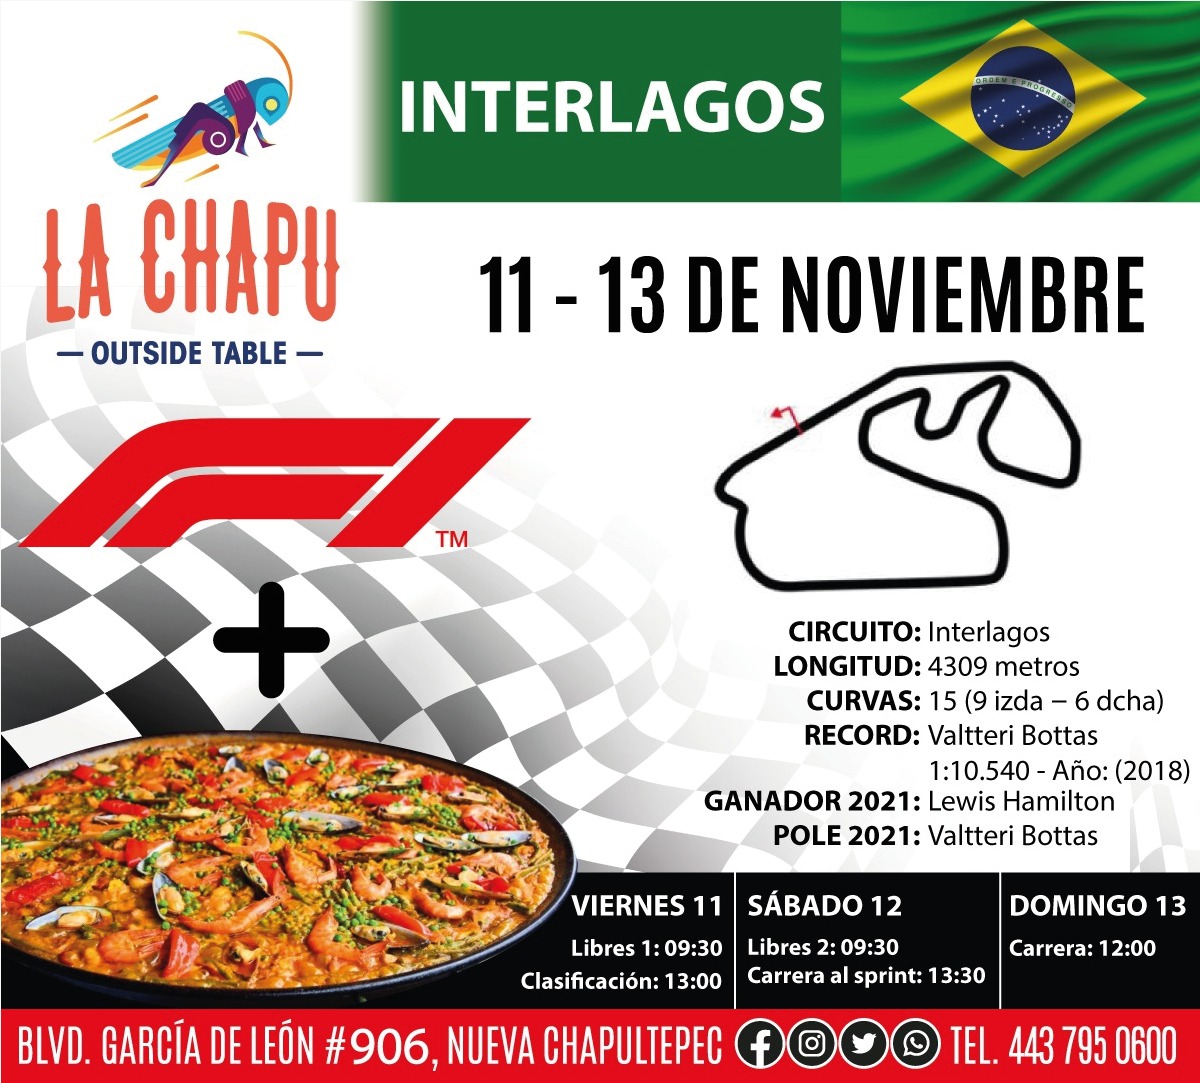 INTERLAGOS
ORDEM E PROGRESSO
LA CHAPU
— OUTSIDE TABLE —
11 - 13 DE NOVIEMBRE
F1
TM
+
CIRCUITO: Interlagos
LONGITUD: 4309 metros
CURVAS: 15 (9 izda – 6 dcha)
RECORD: Valtteri Bottas
1:10.540 - Año: (2018)
GANADOR 2021: Lewis Hamilton
POLE 2021: Valtteri Bottas
VIERNES 11
Libres 1: 09:30
Clasificación: 13:00
SÁBADO 12
Libres 2: 09:30
Carrera al sprint: 13:30
DOMINGO 13
Carrera: 12:00
BLVD. GARCÍA DE LEÓN #906, NUEVA CHAPULTEPEC TEL. 443 795 0600